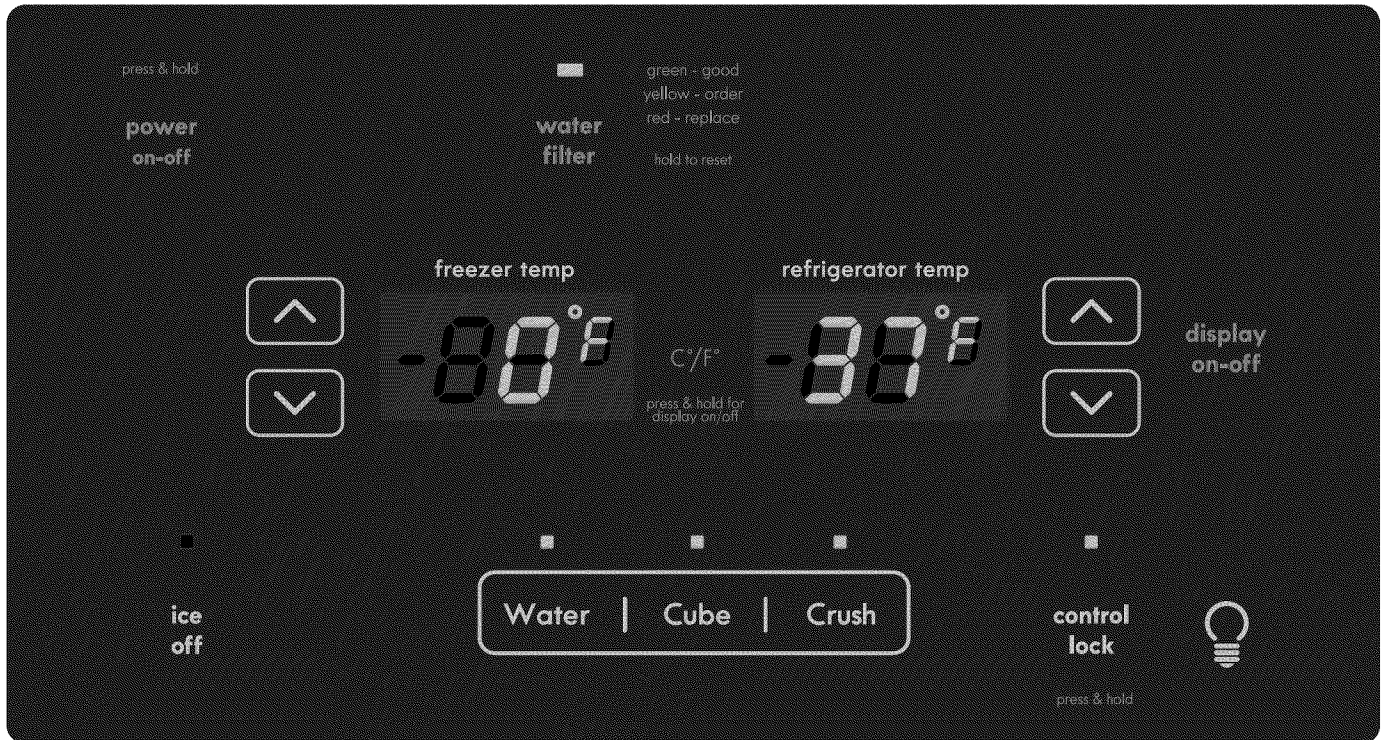 press & hold
power
on-off
water
filter
green - good
yellow - order
red - replace
hold to reset
freezer temp
0°F
C°/F°
press & hold for
display on/off
refrigerator temp
37°F
display
on-off
ice
off
Water | Cube | Crush
control
lock
press & hold